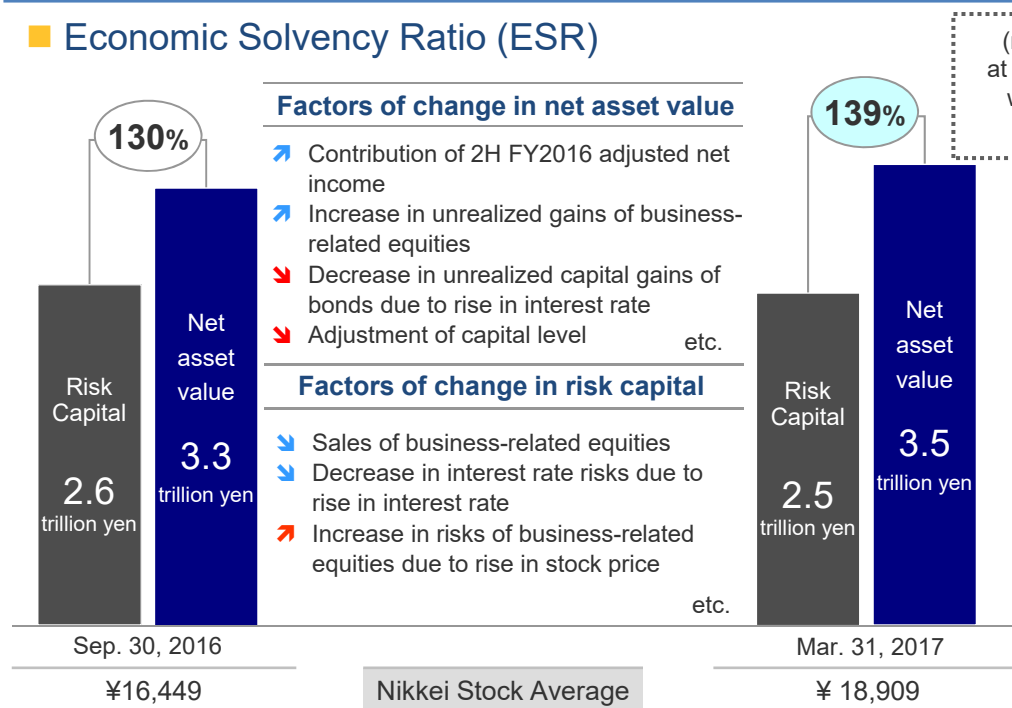 Economic Solvency Ratio (ESR)
at
130%
Factors of change in net asset value
139%
Contribution of 2H FY2016 adjusted net
income
Increase in unrealized gains of business-
related equities
Decrease in unrealized capital gains of
bonds due to rise in interest rate
Adjustment of capital level
etc.
Factors of change in risk capital
Sales of business-related equities
Decrease in interest rate risks due to
rise in interest rate
Increase in risks of business-related
equities due to rise in stock price
etc.
Risk
Capital
2.6
trillion yen
Net
asset
value
3.3
trillion yen
Risk
Capital
2.5
trillion yen
Net
asset
value
3.5
trillion yen
Sep. 30, 2016
Mar. 31, 2017
¥16,449
Nikkei Stock Average
¥ 18,909